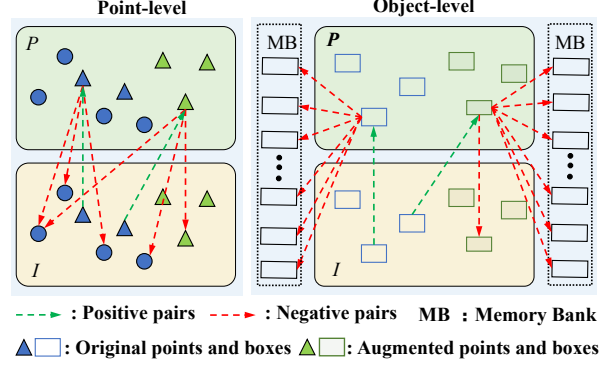 Point-level
Object-level
P
MB
P
MB
I
I
: Positive pairs
: Negative pairs
MB : Memory Bank
: Original points and boxes
: Augmented points and boxes